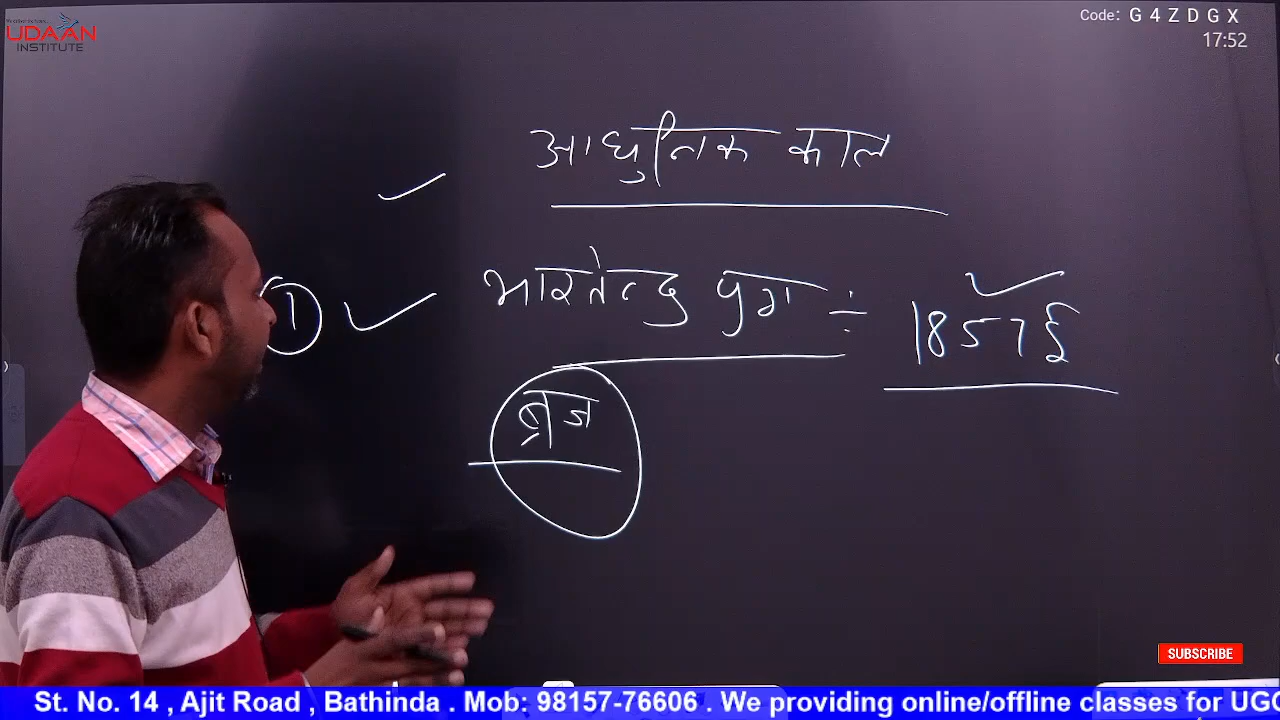 UDAAN
INSTITUTE
Code: G 4 Z D G X
17:52
आधुनिक काल
① भारतेन्दु युग ÷ 1857 ई
ब्रज
SUBSCRIBE
St. No. 14 , Ajit Road , Bathinda . Mob: 98157-76606 . We providing online/offline classes for UGC